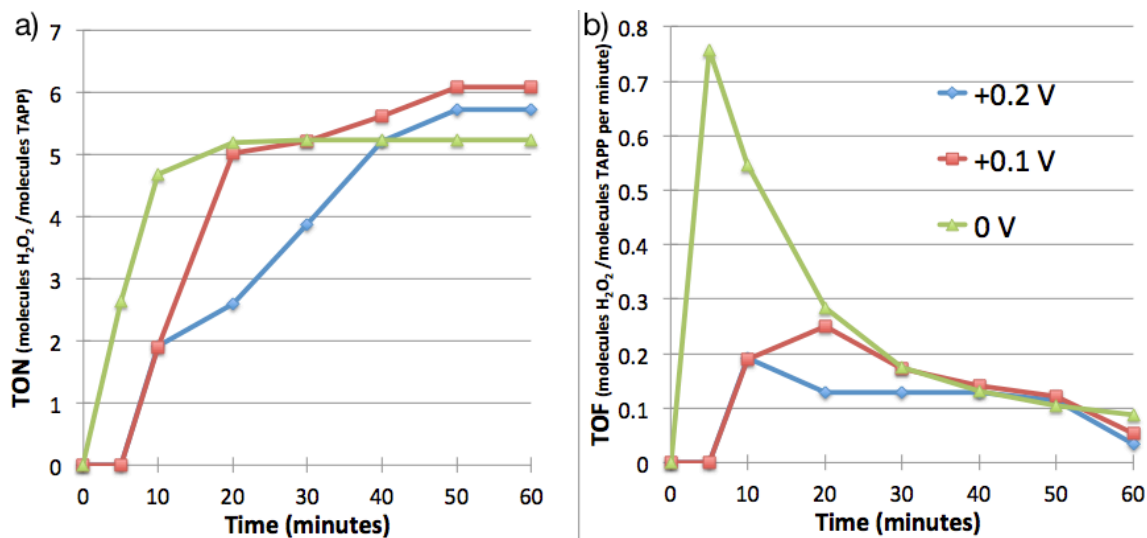 a)
TON (molecules H₂O₂ /molecules TAPP)
7
6
5
4
3
2
1
0
0 10 20 30 40 50 60
Time (minutes)
b)
TOF (molecules H₂O₂ /molecules TAPP per minute)
0.8
0.7
0.6
0.5
0.4
0.3
0.2
0.1
0
+0.2 V
+0.1 V
0 V
0 10 20 30 40 50 60
Time (minutes)